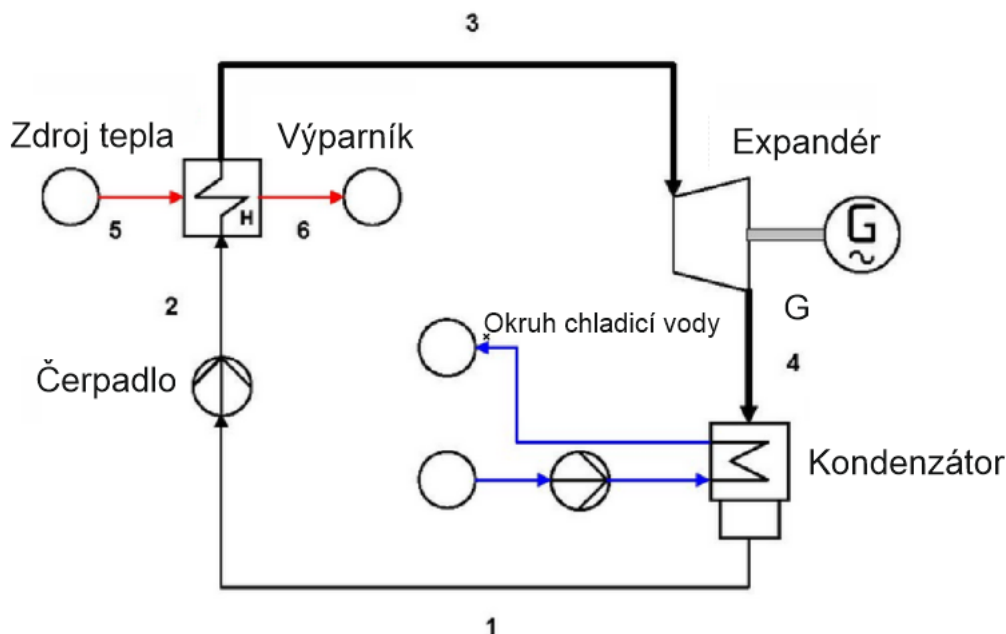 3
Zdroj tepla
Výparník
Expandér
H
5
6
G
2
G
Okruh chladicí vody
4
Čerpadlo
Kondenzátor
1